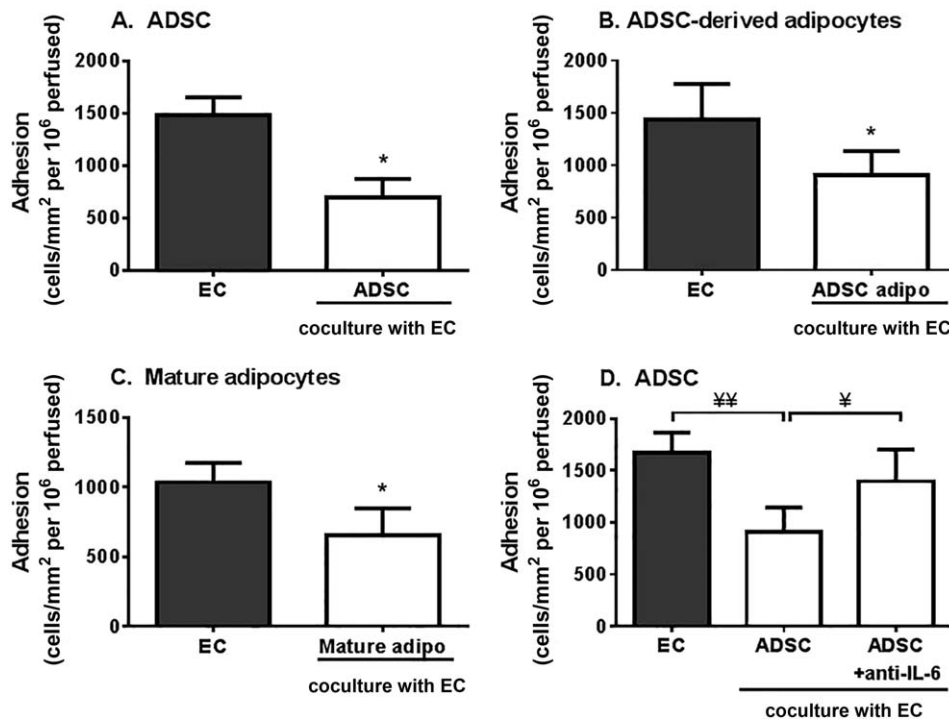 A. ADSC
Adhesion
(cells/mm² per 10⁶ perfused)
2000
1500
1000
500
0
*
EC
ADSC
coculture with EC
B. ADSC-derived adipocytes
Adhesion
(cells/mm² per 10⁶ perfused)
2000
1500
1000
500
0
*
EC
ADSC adipo
coculture with EC
C. Mature adipocytes
Adhesion
(cells/mm² per 10⁶ perfused)
1500
1000
500
0
*
EC
Mature adipo
coculture with EC
D. ADSC
Adhesion
(cells/mm² per 10⁶ perfused)
2000
1500
1000
500
0
¥¥
¥
EC
ADSC
ADSC
+anti-IL-6
coculture with EC